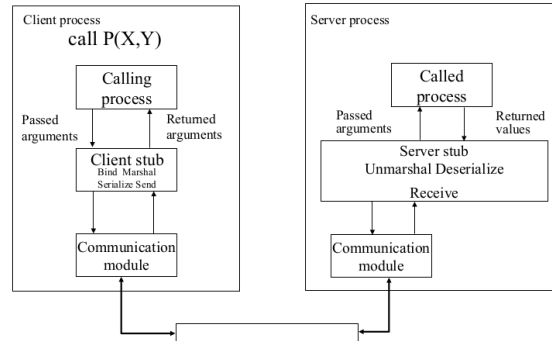 Client process
call P(X,Y)
Calling
process
Passed
arguments
Returned
arguments
Client stub
Bind Marshal
Serialize Send
Communication
module
Server process
Called
process
Passed
arguments
Returned
values
Server stub
Unmarshal Deserialize
Receive
Communication
module